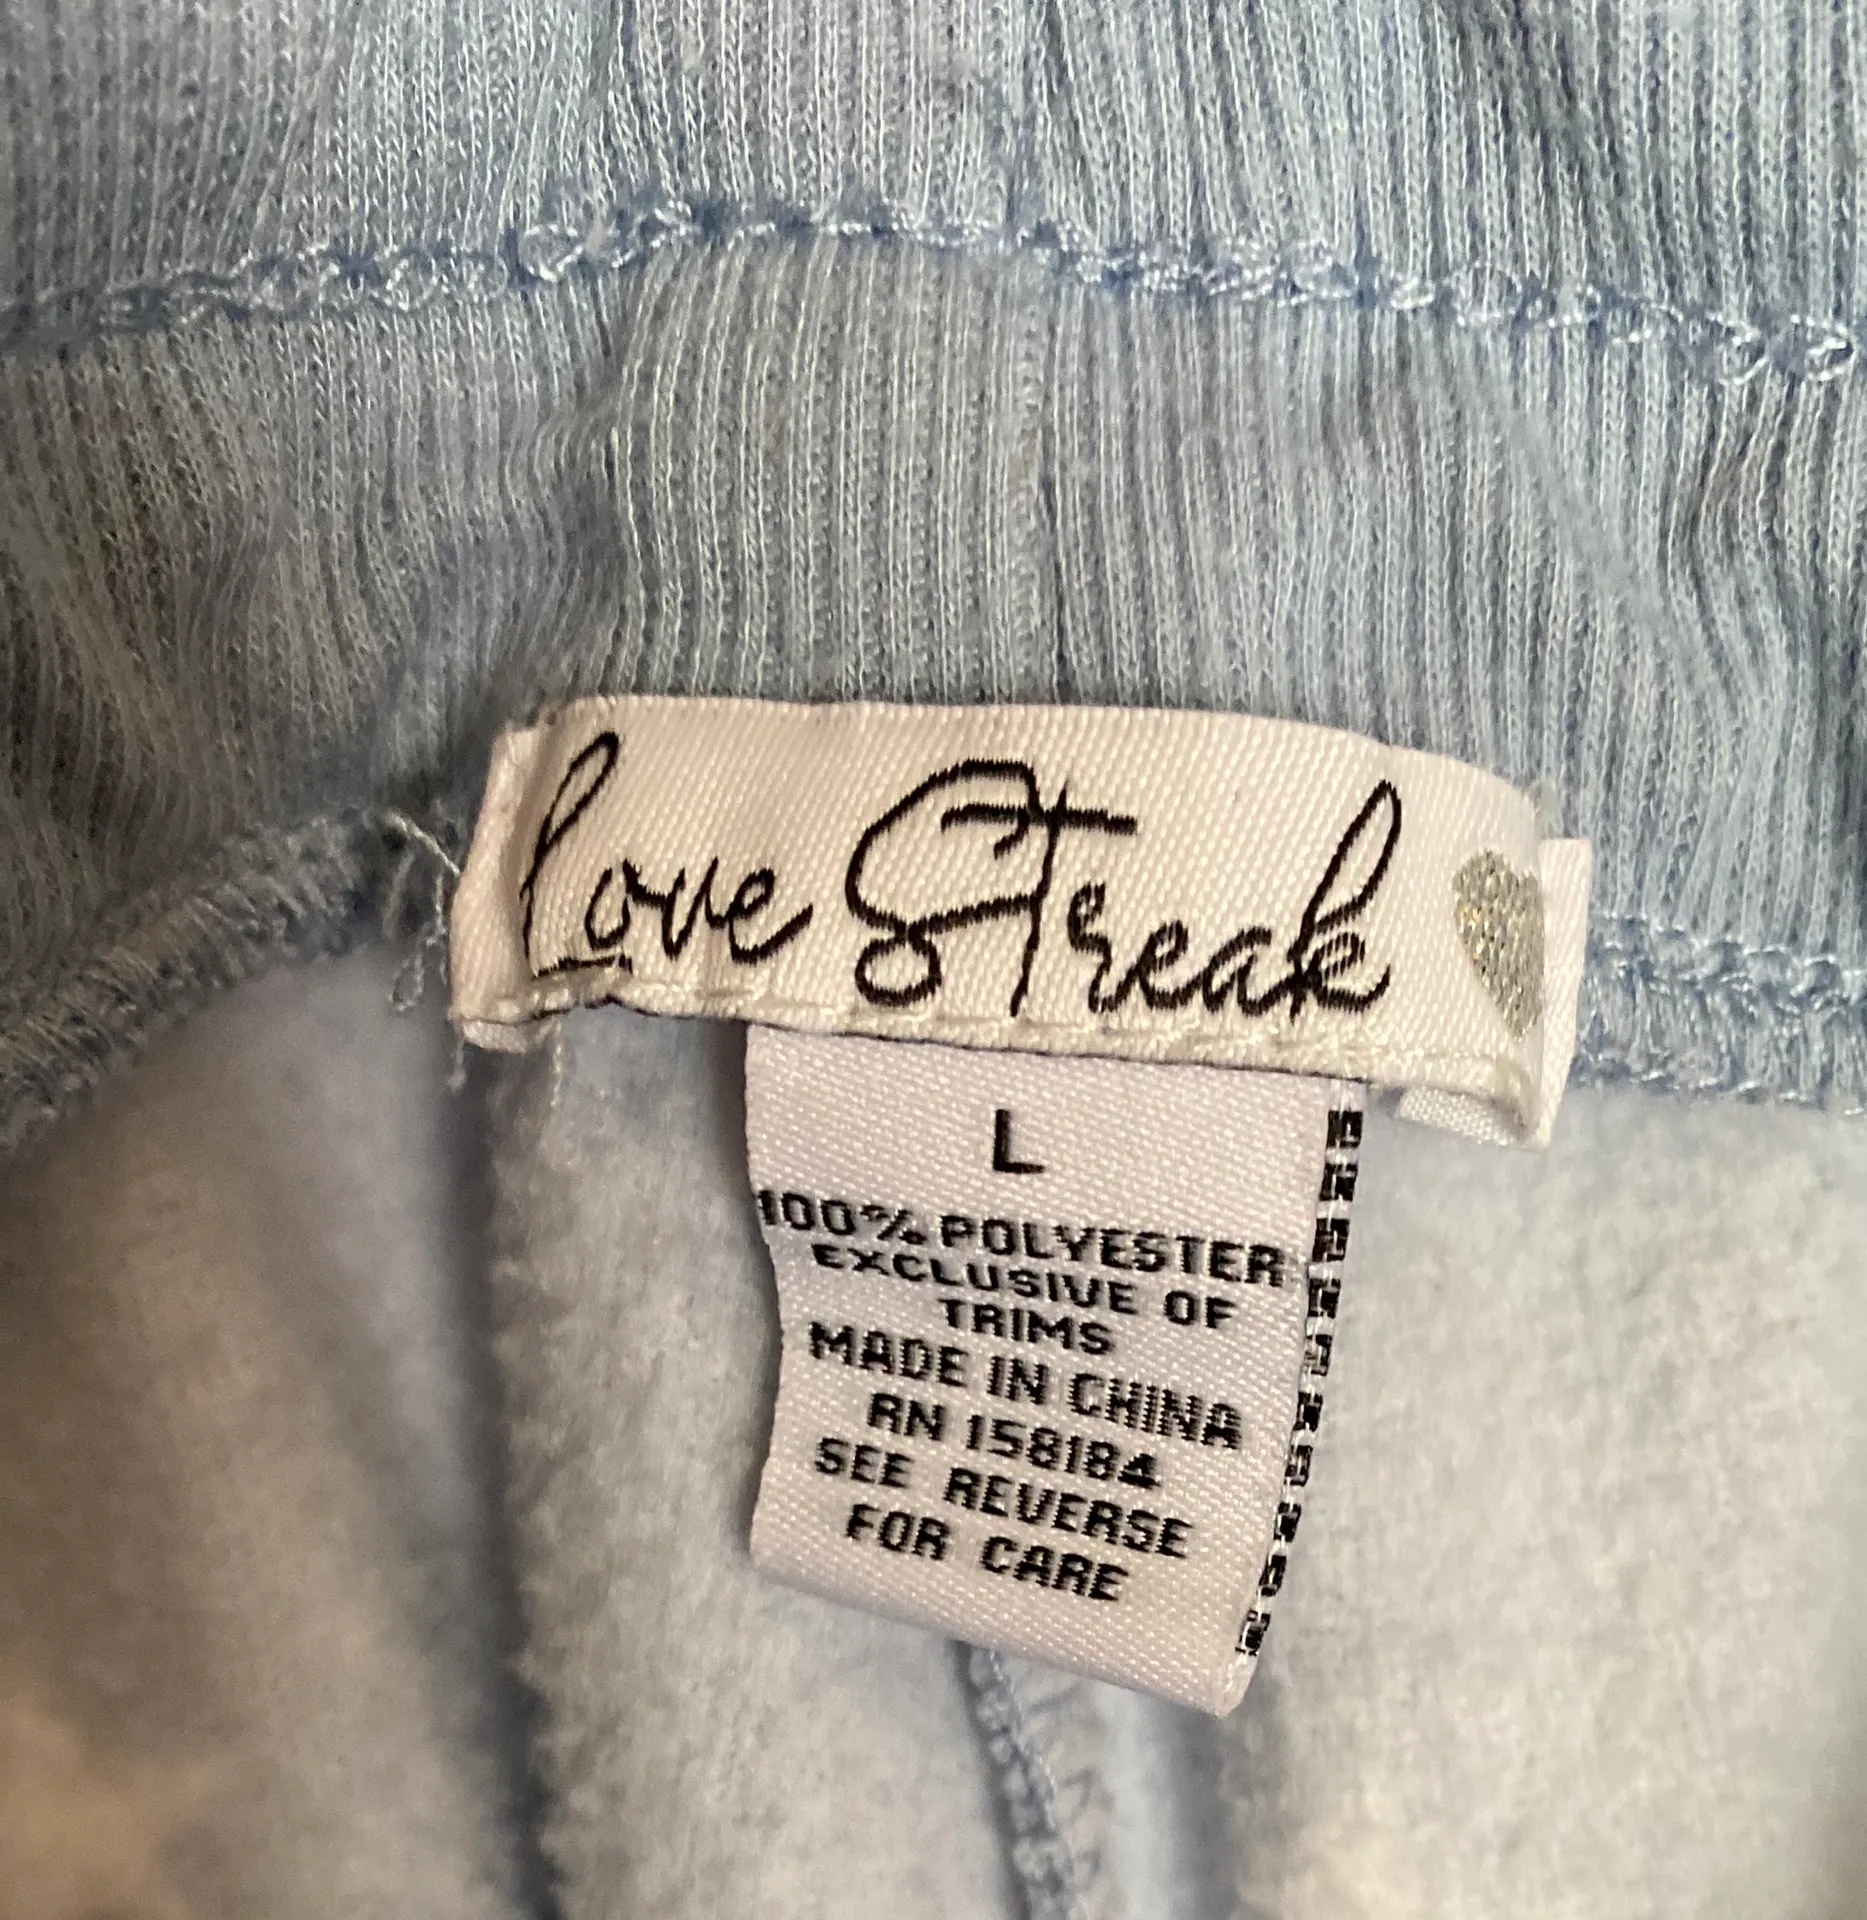 Love Streak
L
100% POLYESTER
EXCLUSIVE OF
TRIMS
MADE IN CHINA
RN 158184
SEE REVERSE
FOR CARE